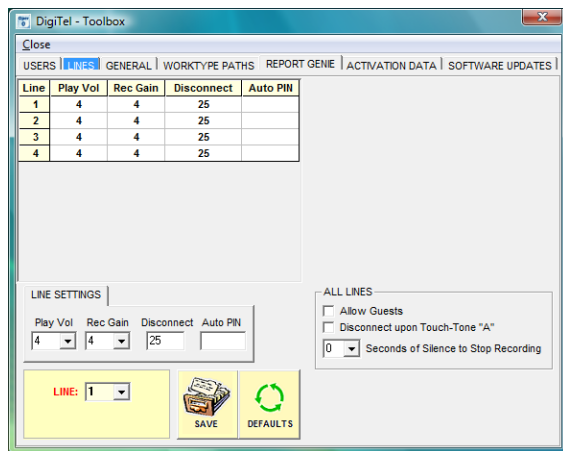 DigiTel - Toolbox
Close
USERS LINES GENERAL WORKTYPE PATHS REPORT GENIE ACTIVATION DATA SOFTWARE UPDATES
Line Play Vol Rec Gain Disconnect Auto PIN
1 4 4 25
2 4 4 25
3 4 4 25
4 4 4 25
LINE SETTINGS
Play Vol Rec Gain Disconnect Auto PIN
4 4 25
ALL LINES
Allow Guests
Disconnect upon Touch-Tone "A"
0 Seconds of Silence to Stop Recording
LINE: 1
SAVE
DEFAULTS